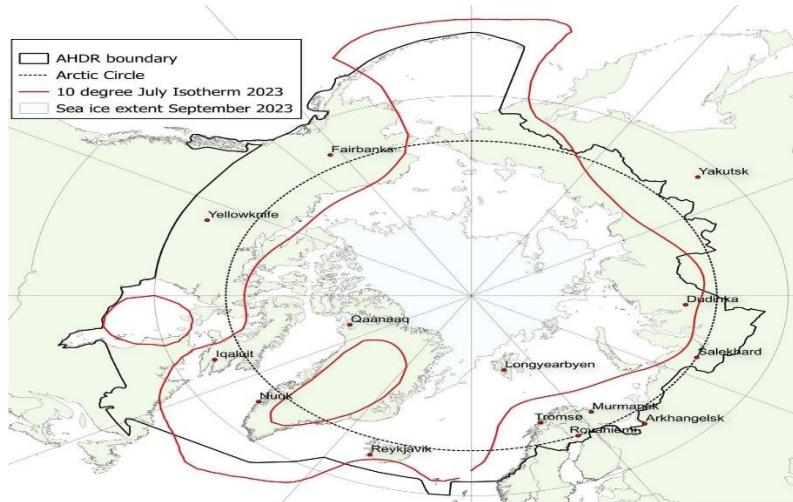 AHDR boundary
Arctic Circle
10 degree July Isotherm 2023
Sea ice extent September 2023
Fairbanks
Yakutsk
Yellowknife
Dudinka
Qaanaaq
Iqaluit
Salekhard
Longyearbyen
Nuuk
Murmansk
Tromsø
Arkhangelsk
Rovaniemi
Reykjavik